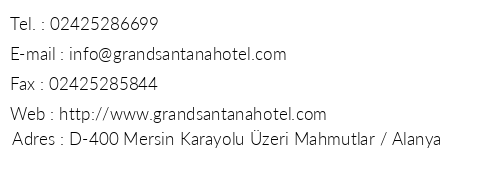 Tel. : 02425286699
E-mail : info@grandsantanahotel.com
Fax : 02425285844
Web : http://www.grandsantanahotel.com
Adres : D-400 Mersin Karayolu Üzeri Mahmutlar / Alanya